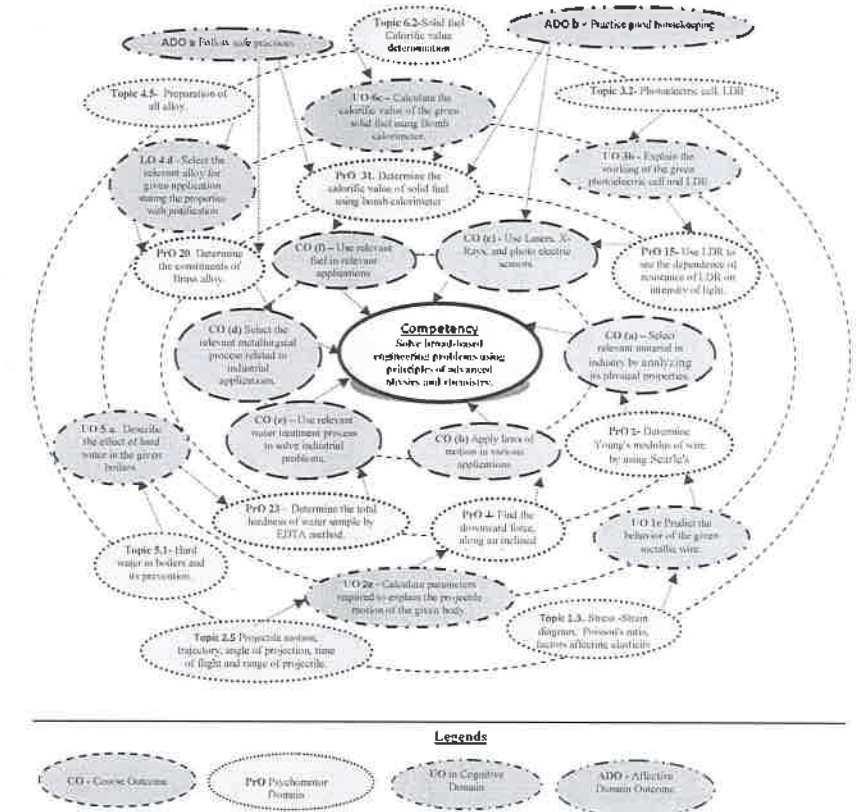 Topic 6.2-Solid fuel
Calorific value
determination
ADO a Follow safe practices
ADO b - Practice good housekeeping
Topic 4.5- Preparation of
all alloy.
UO 6c - Calculate the
calorific value of the given
solid fuel using Bomb
calorimeter.
Topic 3.2- Photoelectric cell, LDR
LO 4 d -Select the
relevant alloy for
given application
stating the properties
with justification
PrO 31. Determine the
calorific value of solid fuel
using bomb-calorimeter
UO 3b - Explain the
working of the given
photoelectric cell and LDR
PrO 20. Determine
the constituents of
Brass alloy.
CO (f) – Use relevant
fuel in relevant
applications
CO (c) - Use Lasers, X-
Rays, and photo electric
sensors.
PrO 15- Use LDR to
see the dependence of
resistance of LDR on
intensity of light.
CO (d) Select the
relevant metallurgical
process related to
industrial
applications.
Competency
Solve broad-based
engineering problems using
principles of advanced
physics and chemistry.
CO (a) – Select
relevant material in
industry by analyzing
its physical properties.
UO 5 a. Describe
the effect of hard
water in the given
boilers
CO (e) – Use relevant
water treatment process
to solve industrial
problems.
CO (b) Apply laws of
motion in various
applications
PrO 2- Determine
Young's modulus of wire
by using Searle's
PrO 23 – Determine the total
hardness of water sample by
EDTA method.
PrO 4- Find the
downward force,
along an inclined
UO 1c Predict the
behavior of the given
metallic wire.
Topic 5.1- Hard
water in boilers and
its prevention.
UO 2e - Calculate parameters
required to explain the projectile
motion of the given body.
Topic 2.5 Projectile motion,
trajectory, angle of projection, time
of flight and range of projectile.
Topic 1.3. Stress -Strain
diagram, Poisson's ratio,
factors affecting elasticity
Legends
CO - Course Outcome
PrO Psychomotor
Domain
UO in Cognitive
Domain
ADO - Affective
Domain Outcome